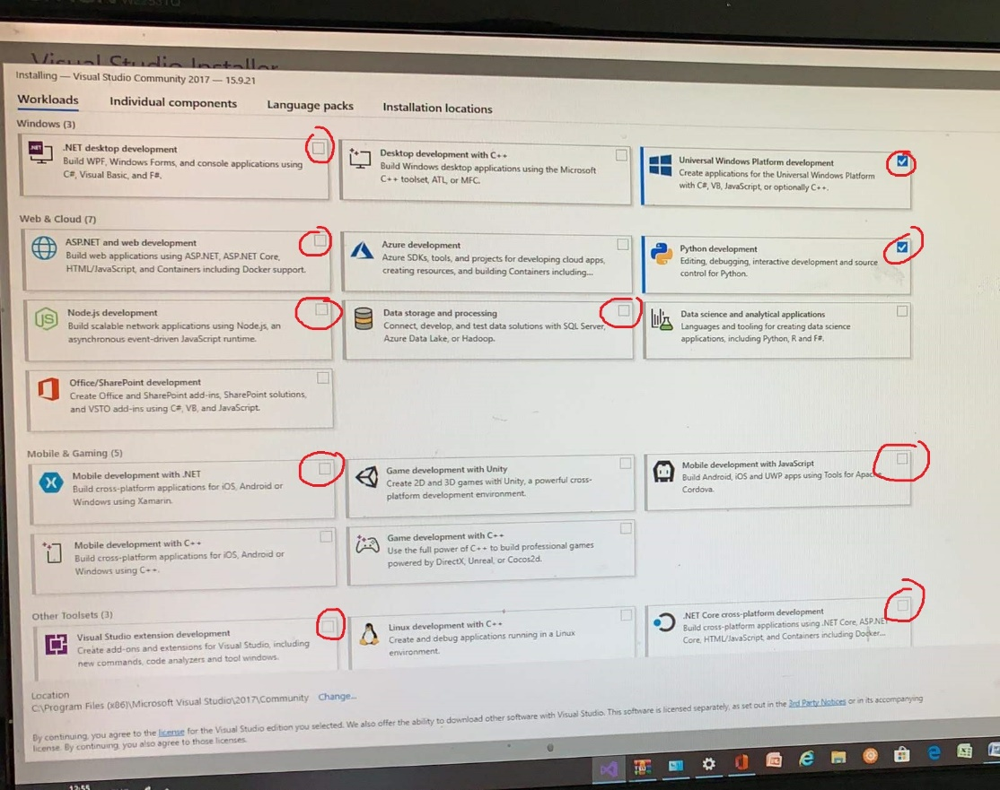 Visual Studio Installer
Installing — Visual Studio Community 2017 — 15.9.21
Workloads Individual components Language packs Installation locations
Windows (3)
.NET desktop development
Build WPF, Windows Forms, and console applications using
C#, Visual Basic, and F#.
Desktop development with C++
Build Windows desktop applications using the Microsoft
C++ toolset, ATL, or MFC.
Universal Windows Platform development
Create applications for the Universal Windows Platform
with C#, VB, JavaScript, or optionally C++.
Web & Cloud (7)
ASP.NET and web development
Build web applications using ASP.NET, ASP.NET Core,
HTML/JavaScript, and Containers including Docker support.
Azure development
Azure SDKs, tools, and projects for developing cloud apps,
creating resources, and building Containers including...
Python development
Editing, debugging, interactive development and source
control for Python.
Node.js development
Build scalable network applications using Node.js, an
asynchronous event-driven JavaScript runtime.
Data storage and processing
Connect, develop, and test data solutions with SQL Server,
Azure Data Lake, or Hadoop.
Data science and analytical applications
Languages and tooling for creating data science
applications, including Python, R and F#.
Office/SharePoint development
Create Office and SharePoint add-ins, SharePoint solutions,
and VSTO add-ins using C#, VB, and JavaScript.
Mobile & Gaming (5)
Mobile development with .NET
Build cross-platform applications for iOS, Android or
Windows using Xamarin.
Game development with Unity
Create 2D and 3D games with Unity, a powerful cross-
platform development environment.
Mobile development with JavaScript
Build Android, iOS and UWP apps using Tools for Apache
Cordova.
Mobile development with C++
Build cross-platform applications for iOS, Android or
Windows using C++.
Game development with C++
Use the full power of C++ to build professional games
powered by DirectX, Unreal, or Cocos2d.
Other Toolsets (3)
Visual Studio extension development
Create add-ons and extensions for Visual Studio, including
new commands, code analyzers and tool windows.
Linux development with C++
Create and debug applications running in a Linux
environment.
.NET Core cross-platform development
Build cross-platform applications using .NET Core, ASP.NET
Core, HTML/JavaScript, and Containers including Docker...
Location
C:\Program Files (x86)\Microsoft Visual Studio\2017\Community Change...
By continuing, you agree to the license for the Visual Studio edition you selected. We also offer the ability to download other software with Visual Studio. This software is licensed separately, as set out in the 3rd Party Notices or in its accompanying
license. By continuing, you also agree to those licenses.
12:55